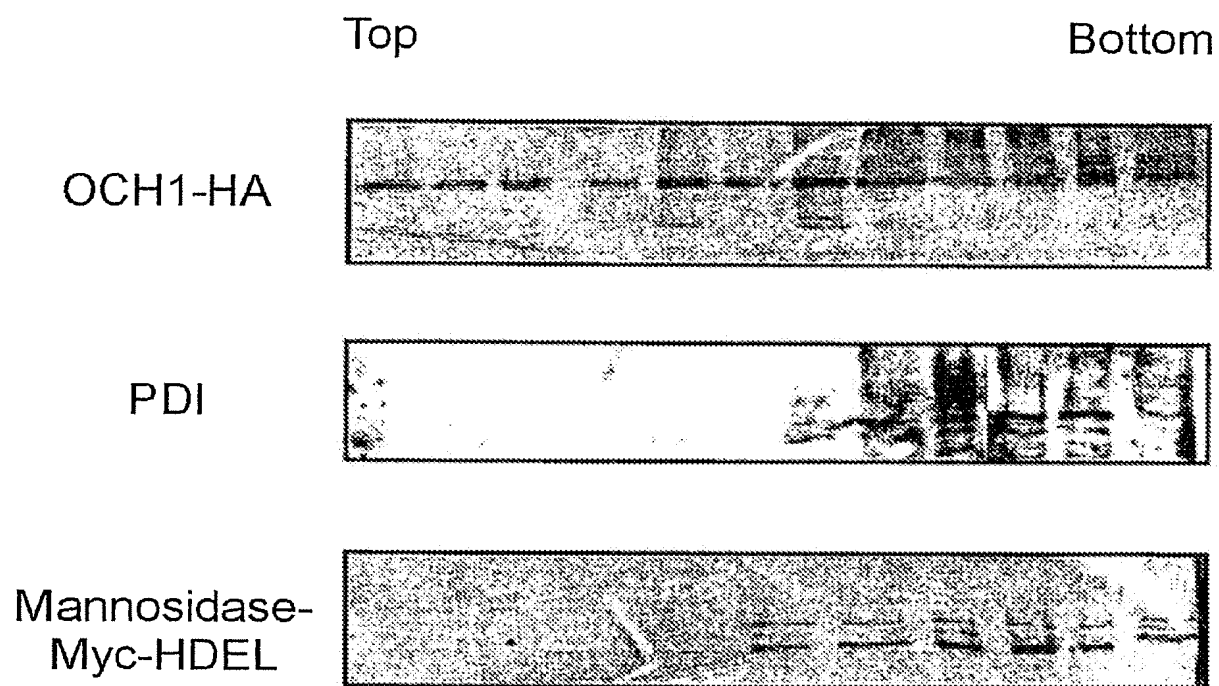 Top
Bottom
OCH1-HA
PDI
Mannosidase-
Myc-HDEL